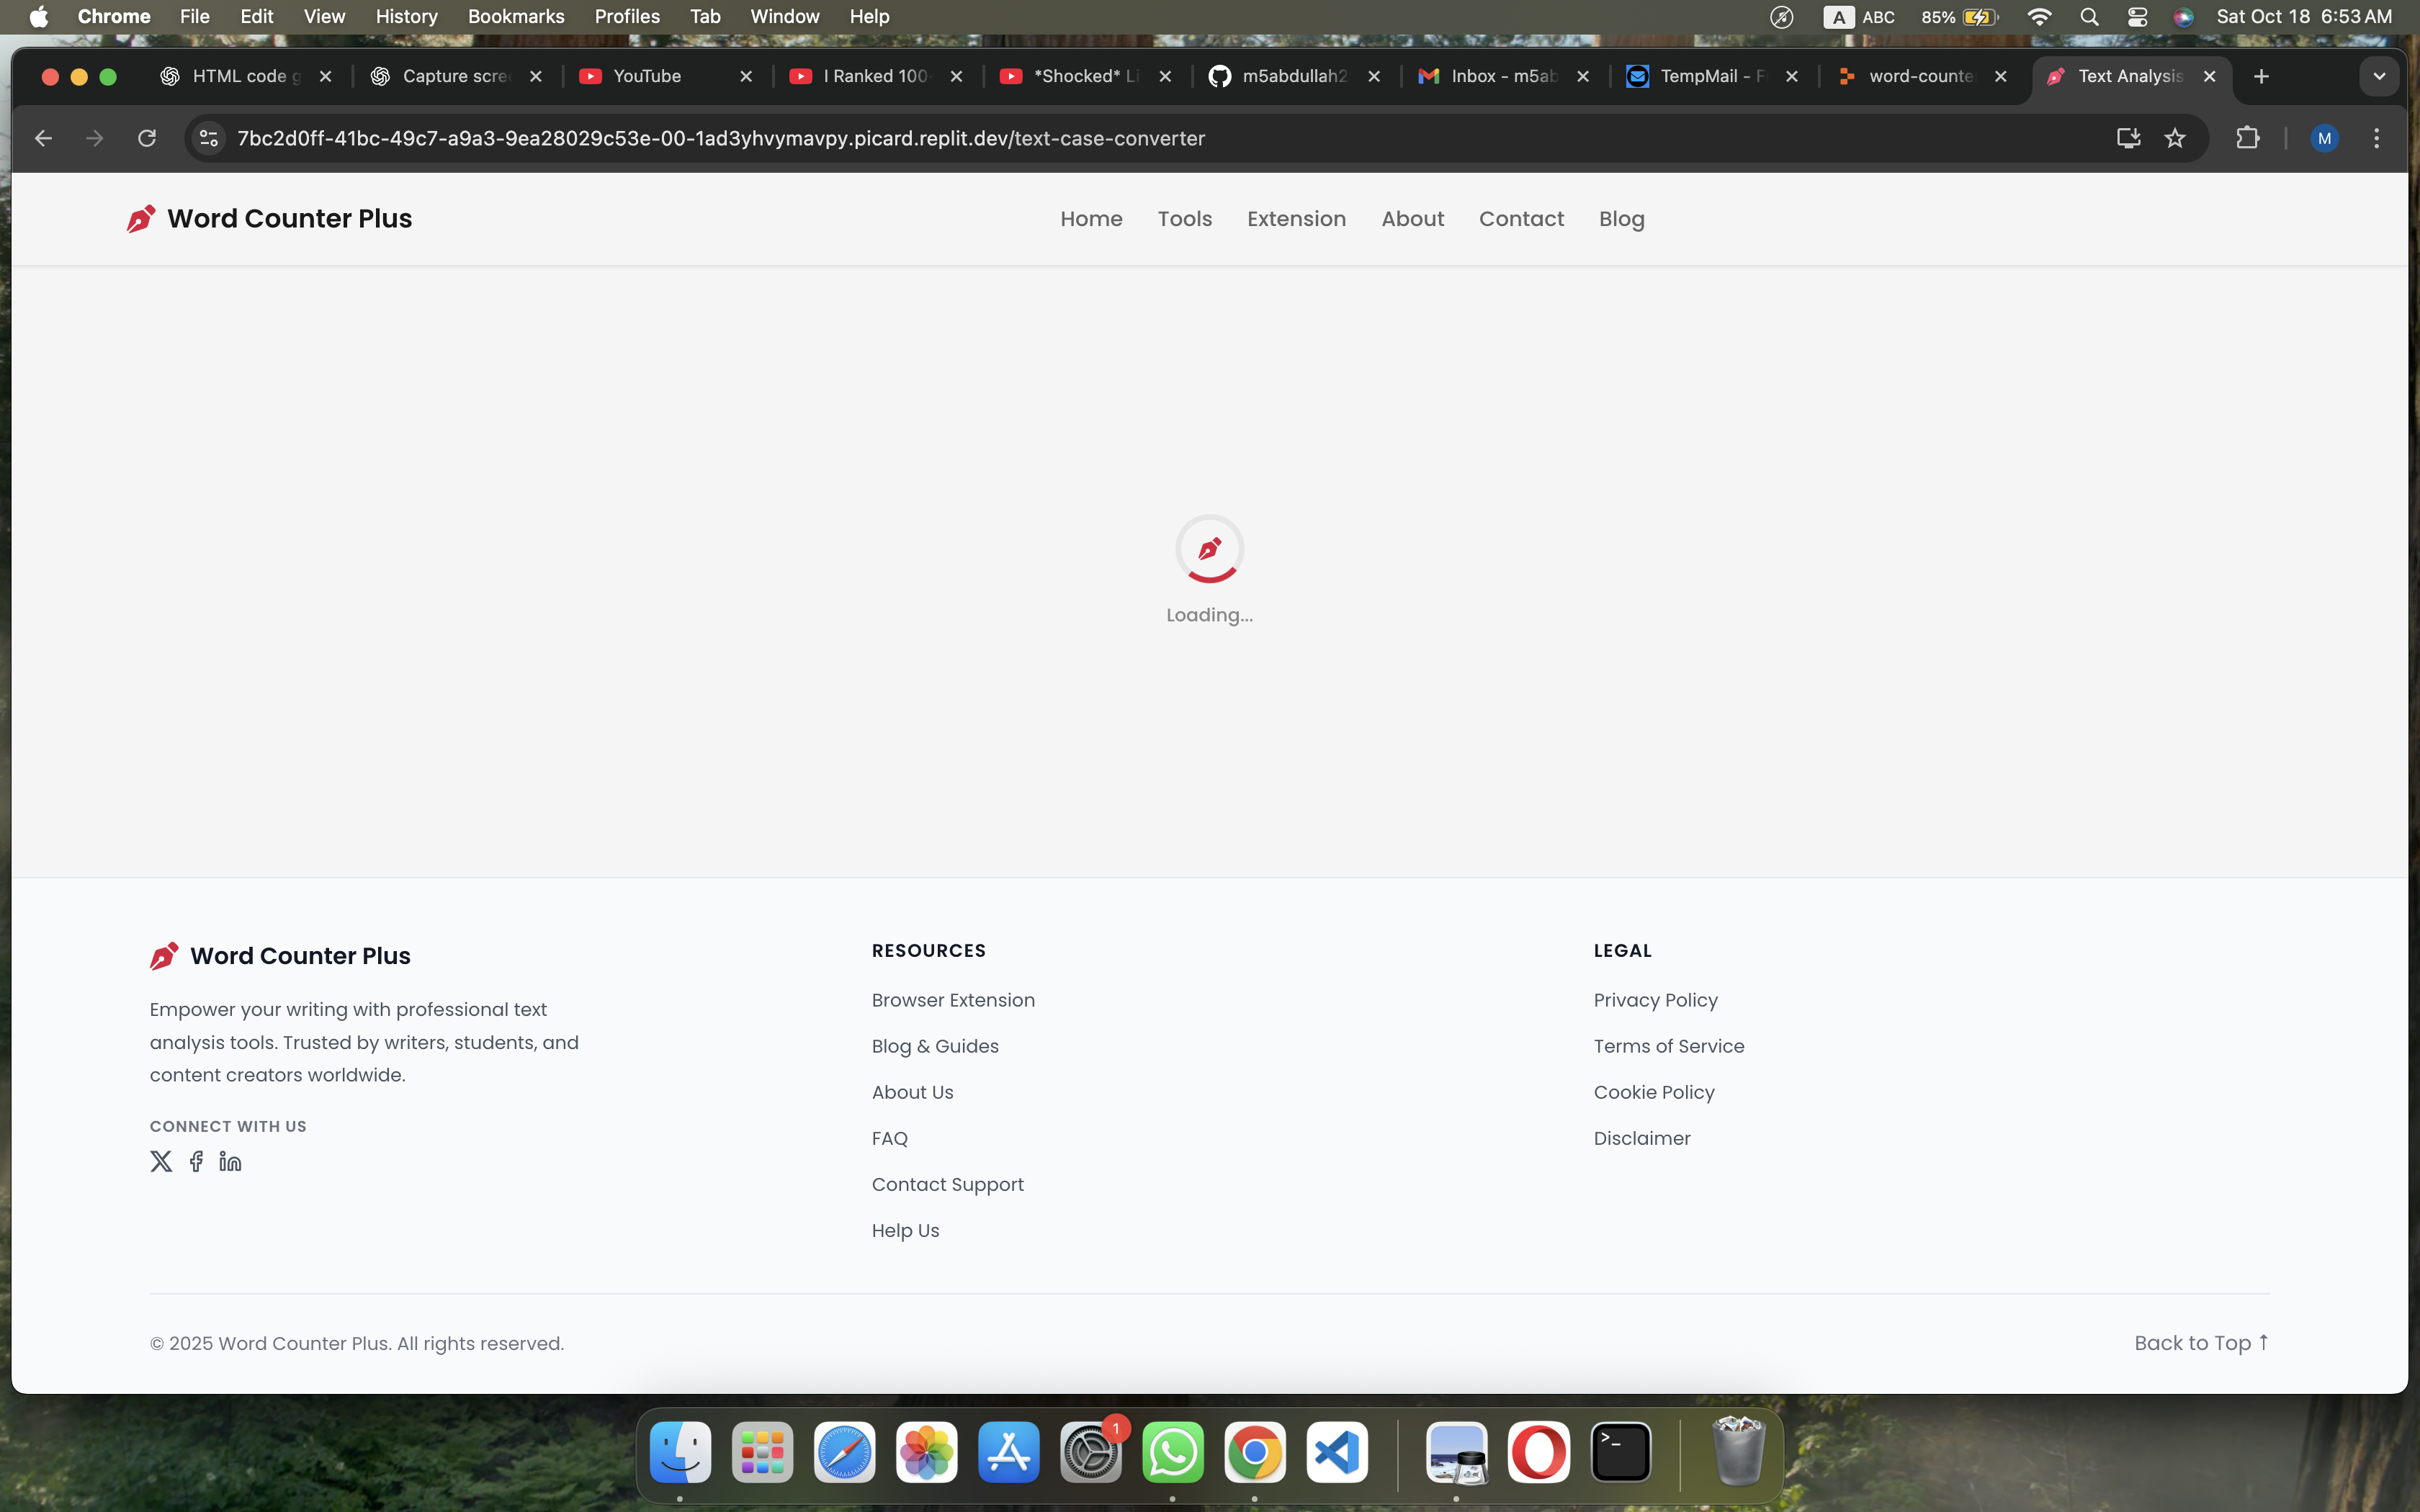 Chrome File Edit View History Bookmarks Profiles Tab Window Help A ABC 85% Sat Oct 18 6:53 AM
HTML code Capture YouTube I Ranked 100 *Shocked* m5abdullah2 Inbox - m5ab TempMail - word-counte Text Analysis
7bc2d0ff-41bc-49c7-a9a3-9ea28029c53e-00-1ad3yhvymavpy.picard.replit.dev/text-case-converter M
Word Counter Plus Home Tools Extension About Contact Blog
Loading...
Word Counter Plus
Empower your writing with professional text
analysis tools. Trusted by writers, students, and
content creators worldwide.
CONNECT WITH US
RESOURCES
Browser Extension
Blog & Guides
About Us
FAQ
Contact Support
Help Us
LEGAL
Privacy Policy
Terms of Service
Cookie Policy
Disclaimer
© 2025 Word Counter Plus. All rights reserved. Back to Top ↑
1
>_